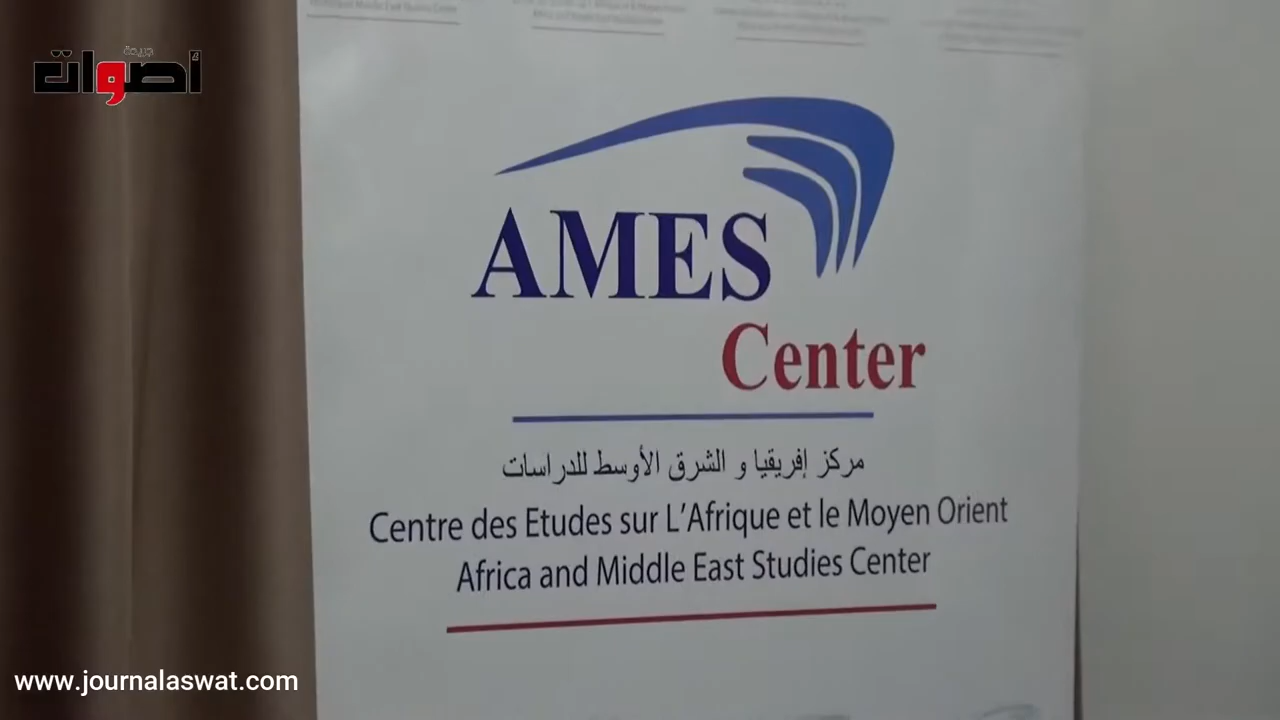 جريدة
أصوات
AMES
Center
مركز إفريقيا و الشرق الأوسط للدراسات
Centre des Etudes sur L'Afrique et le Moyen Orient
Africa and Middle East Studies Center
www.journalaswat.com